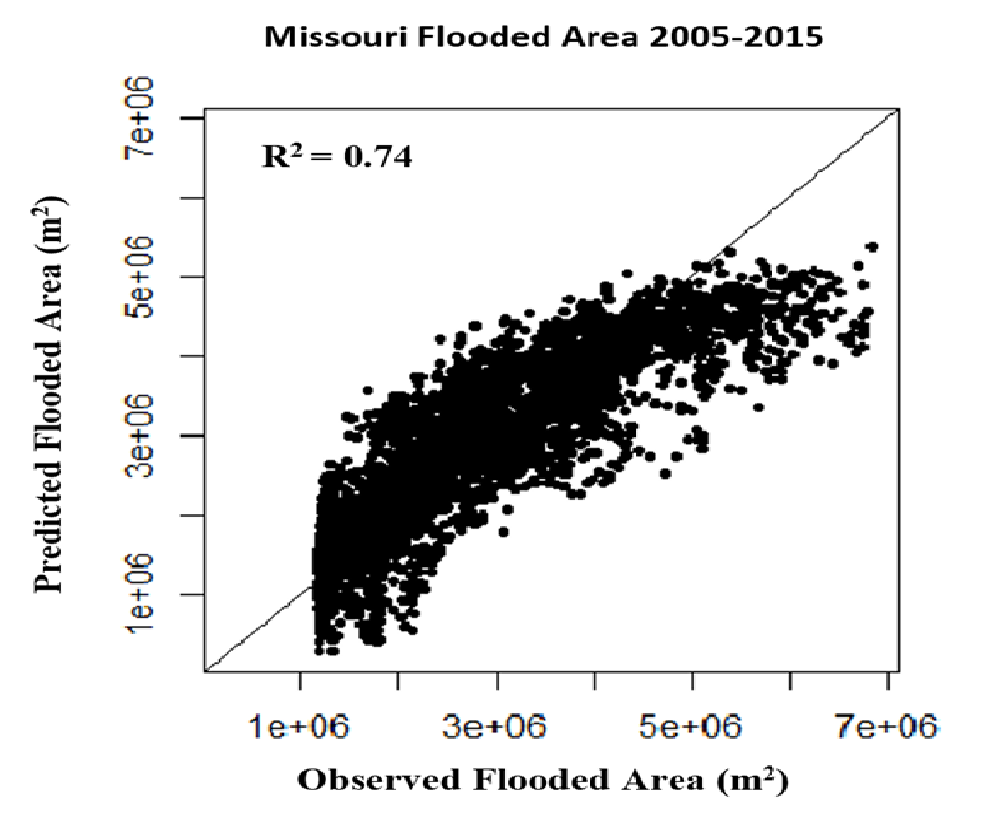 Missouri Flooded Area 2005-2015
R² = 0.74
Predicted Flooded Area (m²)
7e+06
5e+06
3e+06
1e+06
1e+06 3e+06 5e+06 7e+06
Observed Flooded Area (m²)